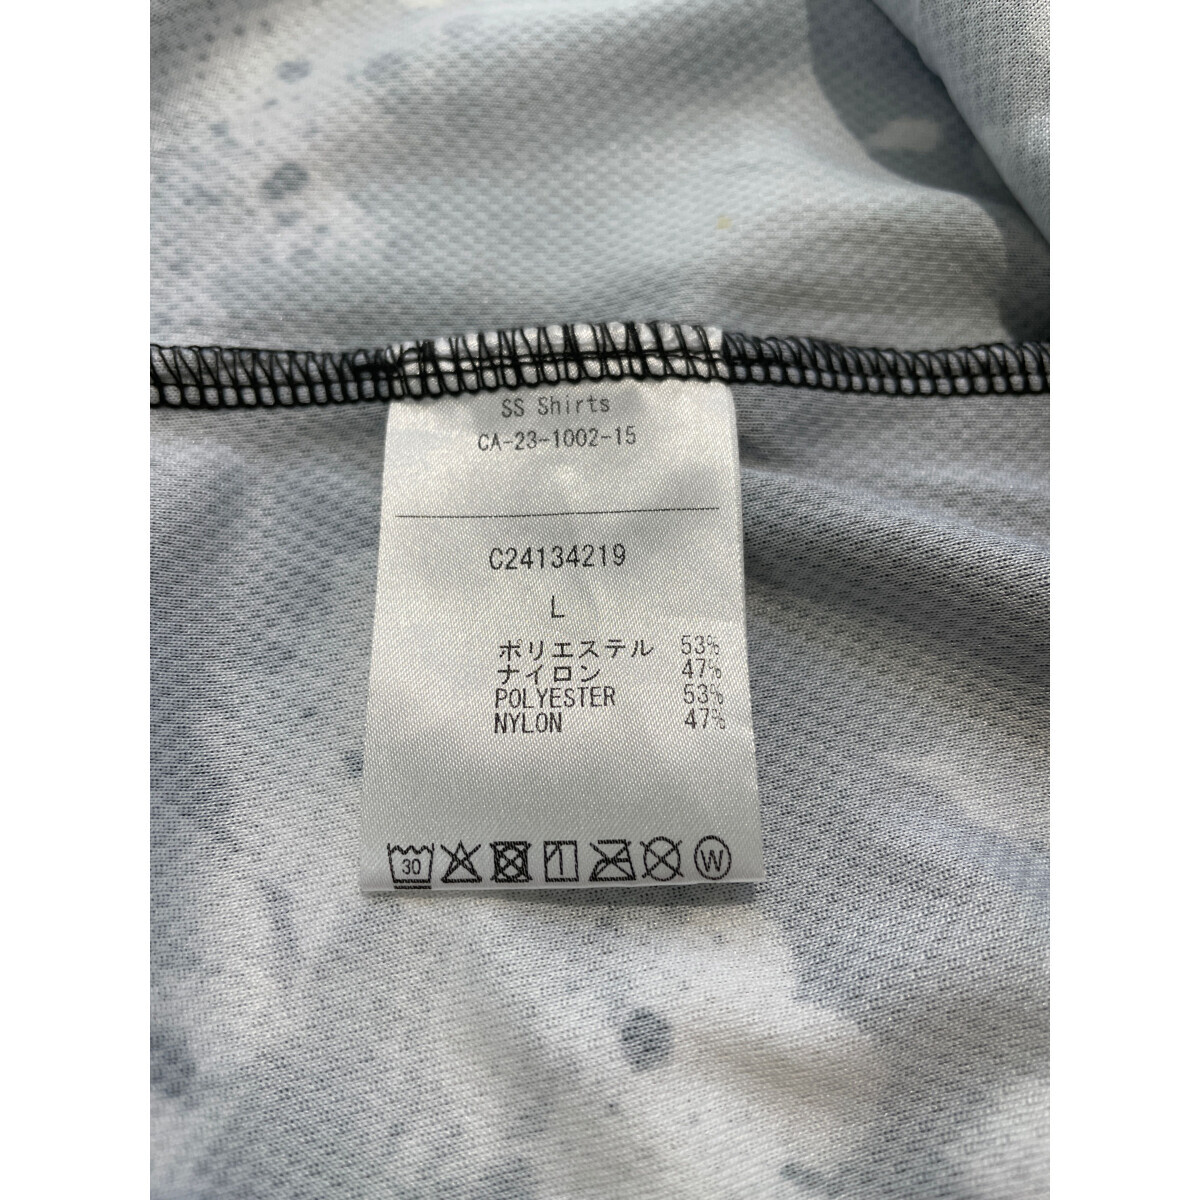 SS Shirts
CA-23-1002-15
C24134219
L
ポリエステル 53%
ナイロン 47%
POLYESTER 53%
NYLON 47%
30 W